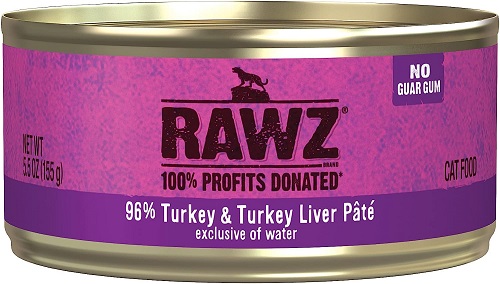 NO
GUAR GUM
RAWZ®
BRAND
100% PROFITS DONATED*
NET WT
5.5 OZ (155 g)
CAT FOOD
96% Turkey & Turkey Liver Pâté
exclusive of water